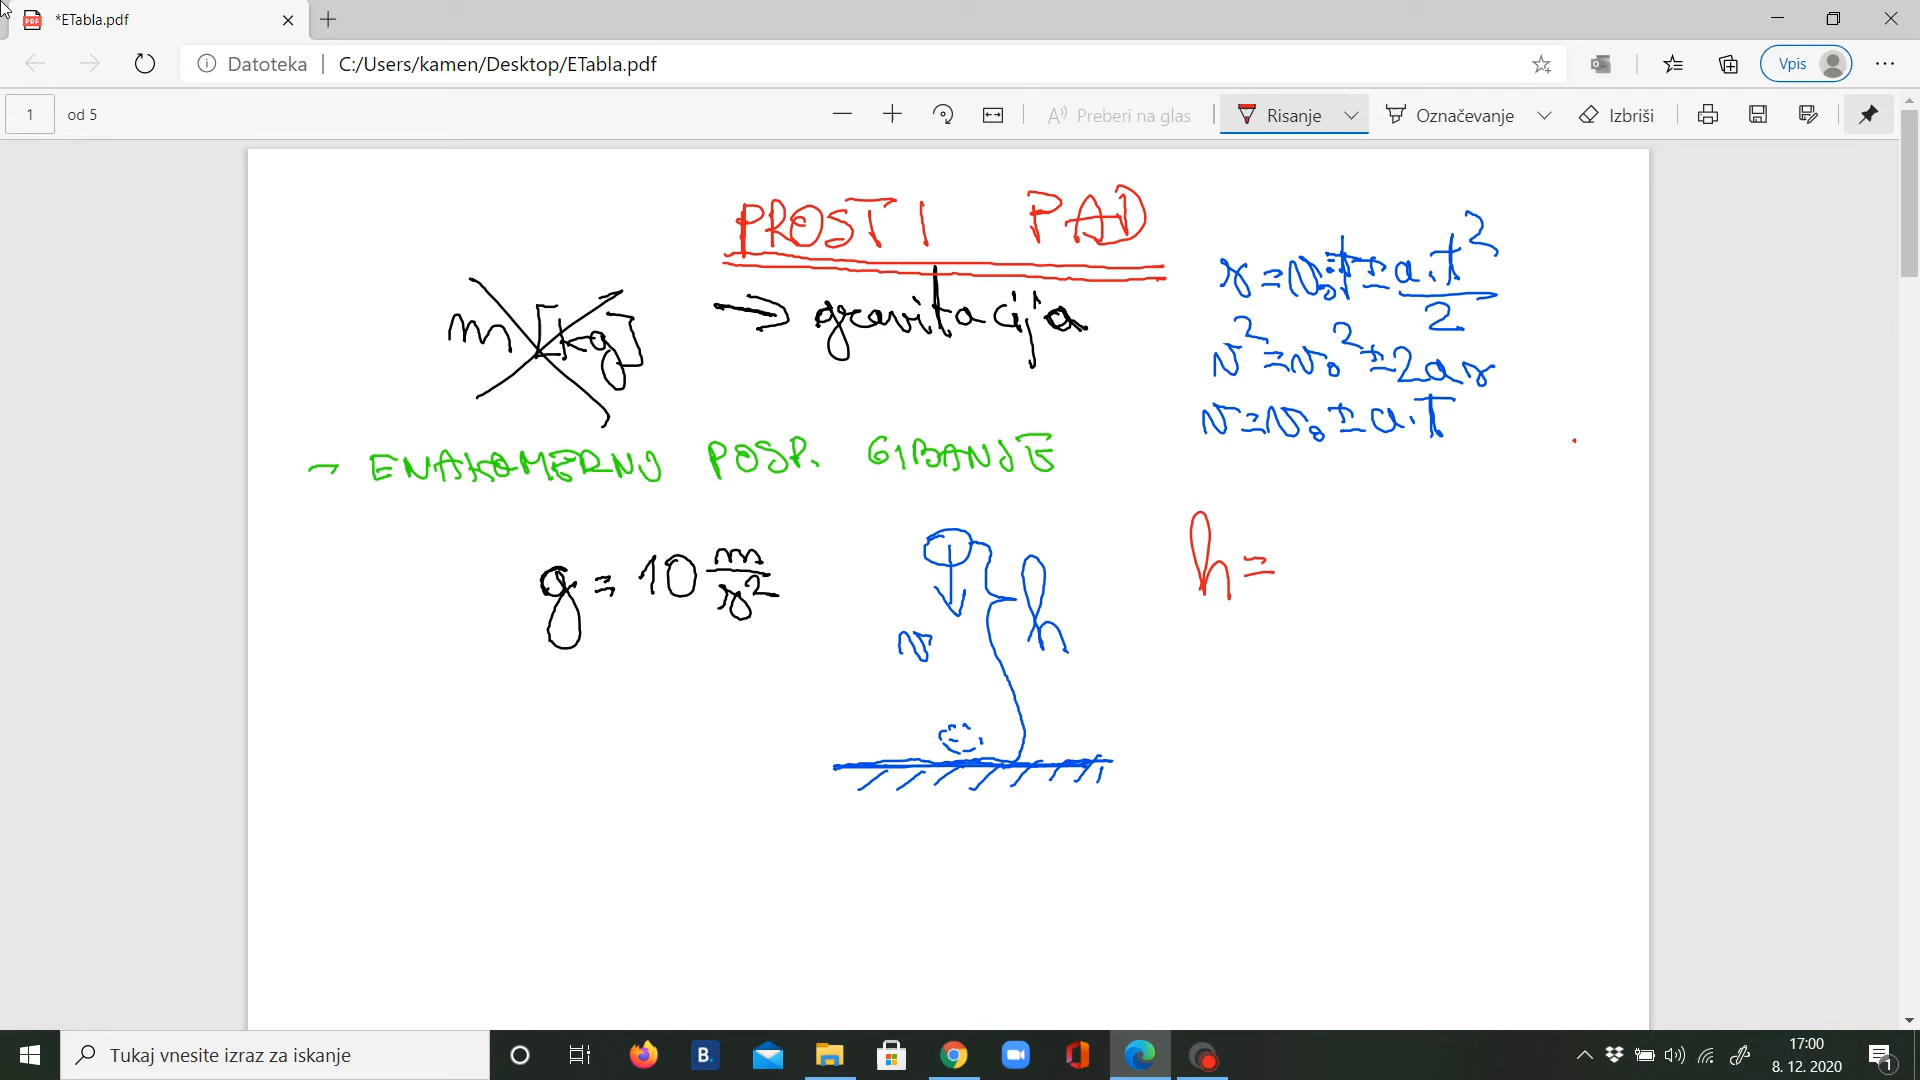 *ETabla.pdf
Datoteka | C:/Users/kamen/Desktop/ETabla.pdf
Vpis
1 od 5
Preberi na glas
Risanje
Označevanje
Izbriši
PROSTI PAD
m [kg]
→ gravitacija
s = v₀·t ± a·t²/2
v² = v₀² ± 2as
v = v₀ ± a·t
- ENAKOMERNO POSP. GIBANJE
g = 10 m/s²
v
h
h =
Tukaj vnesite izraz za iskanje
B.
17:00
8. 12. 2020
1